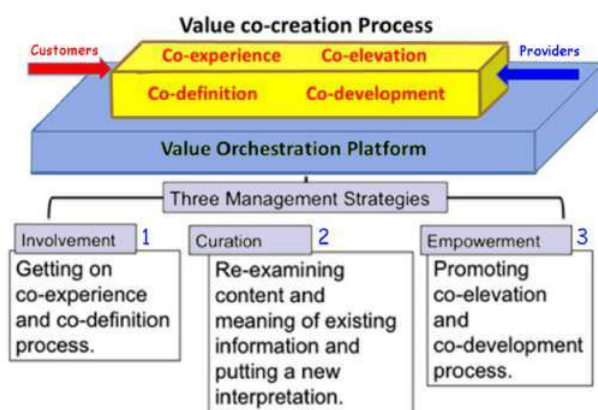 Value co-creation Process
Customers
Co-experience Co-elevation
Providers
Co-definition Co-development
Value Orchestration Platform
Three Management Strategies
Involvement 1
Getting on
co-experience
and co-definition
process.
Curation 2
Re-examining
content and
meaning of existing
information and
putting a new
interpretation.
Empowerment 3
Promoting
co-elevation
and
co-development
process.